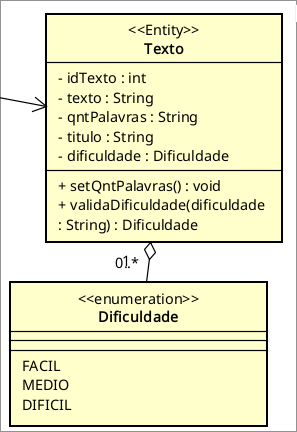 <<Entity>>
Texto
- idTexto : int
- texto : String
- qntPalavras : String
- titulo : String
- dificuldade : Dificuldade
+ setQntPalavras() : void
+ validaDificuldade(dificuldade
: String) : Dificuldade
0..*
<<enumeration>>
Dificuldade
FACIL
MEDIO
DIFICIL